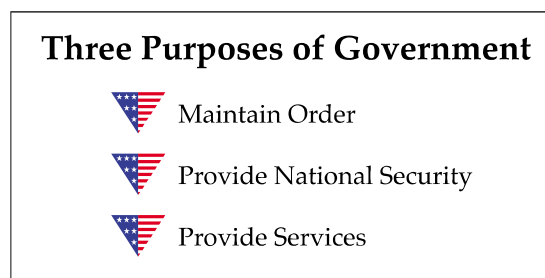 Three Purposes of Government
Maintain Order
Provide National Security
Provide Services